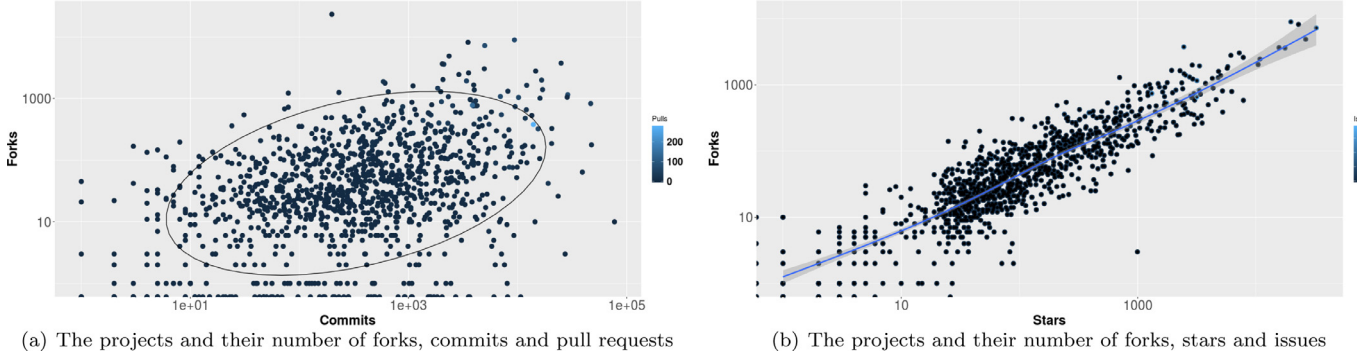 1000
10
Forks
1e+01
1e+03
1e+05
Commits
Pulls
200
100
0
(a) The projects and their number of forks, commits and pull requests
1000
10
Forks
10
1000
Stars
(b) The projects and their number of forks, stars and issues